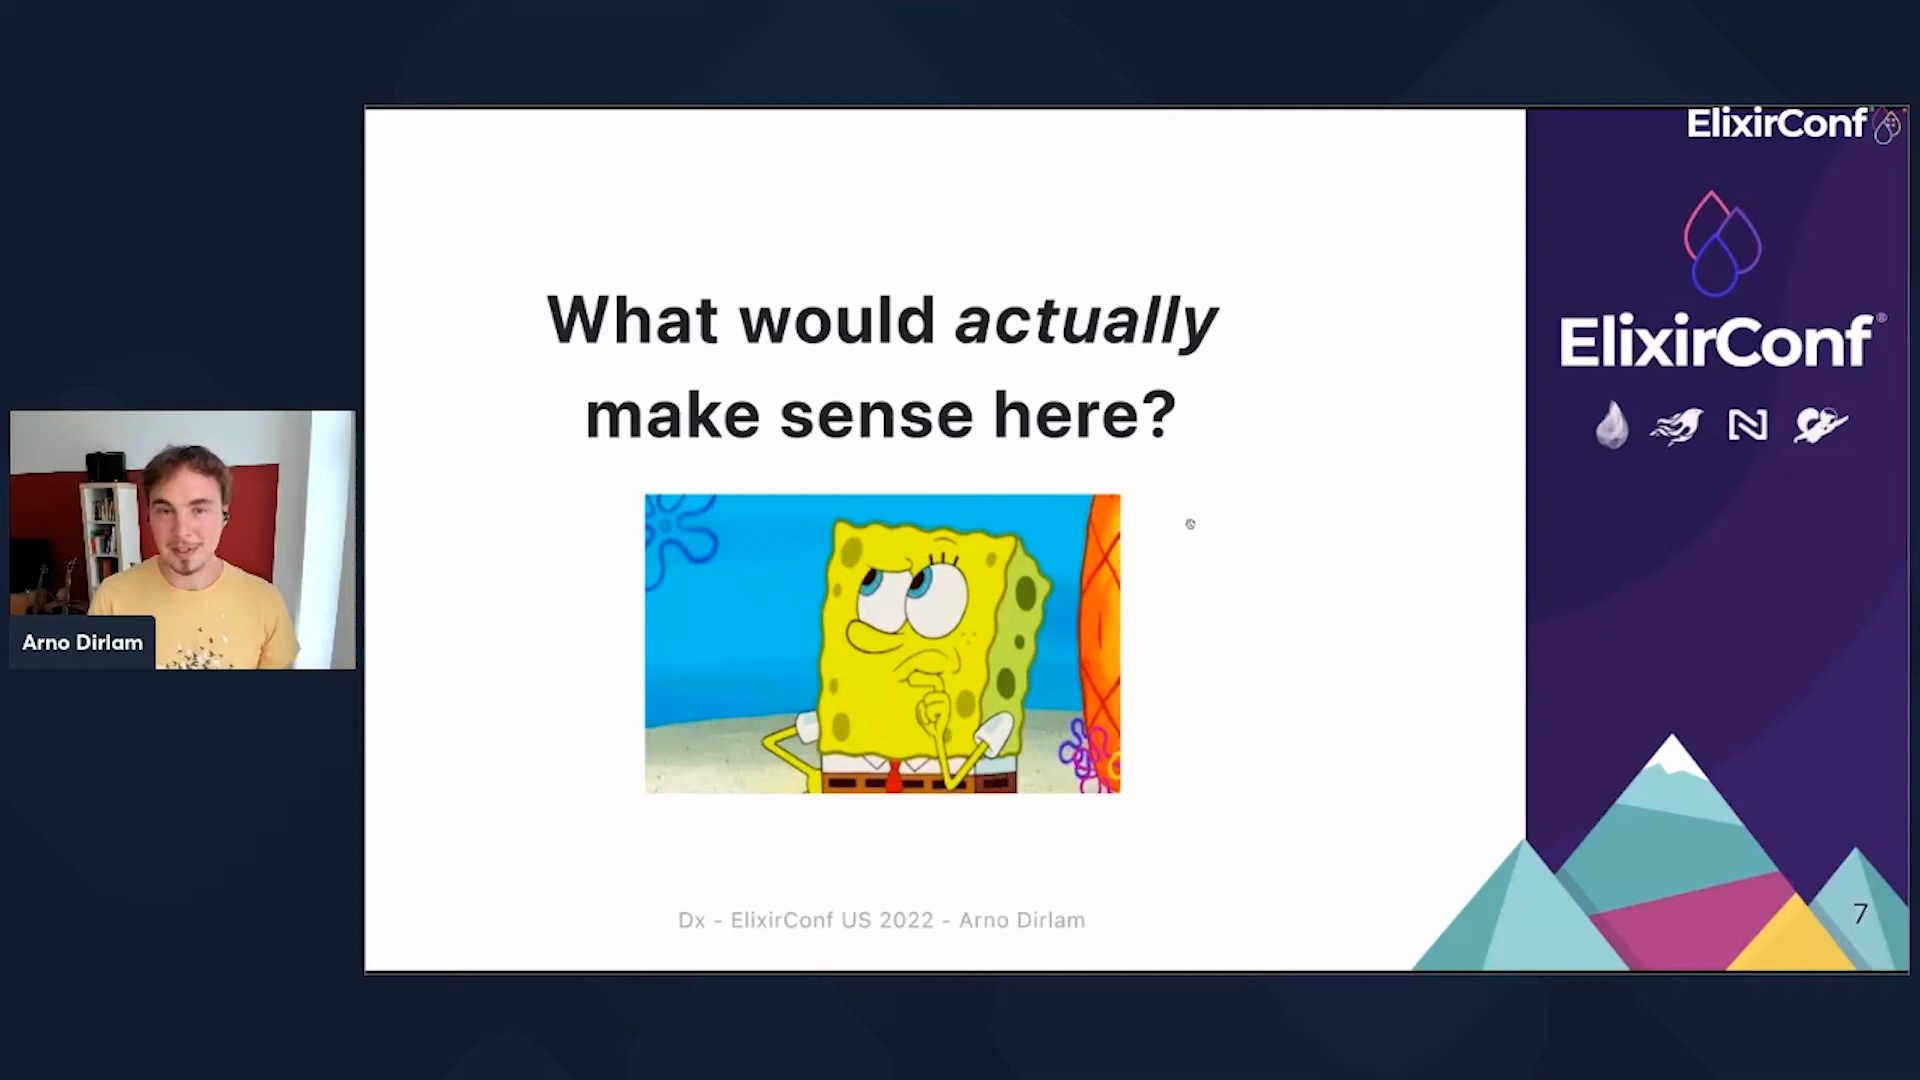 ElixirConf
What would actually
make sense here?
ElixirConf®
Arno Dirlam
Dx - ElixirConf US 2022 - Arno Dirlam
7